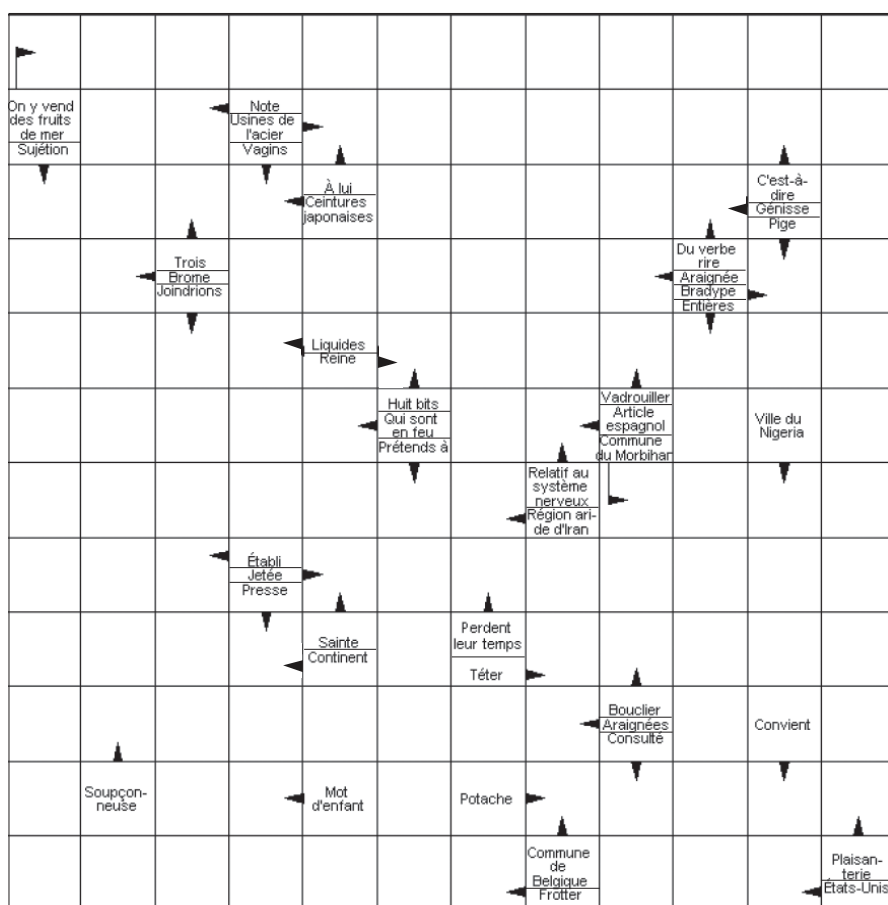 On y vend
des fruits
de mer
Sujétion
Note
Usines de
l'acier
Vagins
À lui
Ceintures
japonaises
C'est-à-
dire
Génisse
Pige
Trois
Brome
Joindrions
Du verbe
rire
Araignée
Bradype
Entières
Liquides
Reine
Huit bits
Qui sont
en feu
Prétends à
Vadrouiller
Article
espagnol
Commune
du Morbihan
Ville du
Nigeria
Relatif au
système
nerveux
Région ari-
de d'Iran
Établi
Jetée
Presse
Sainte
Continent
Perdent
leur temps
Téter
Bouclier
Araignées
Consulté
Convient
Soupçon-
neuse
Mot
d'enfant
Potache
Commune
de
Belgique
Frotter
Plaisan-
terie
États-Unis